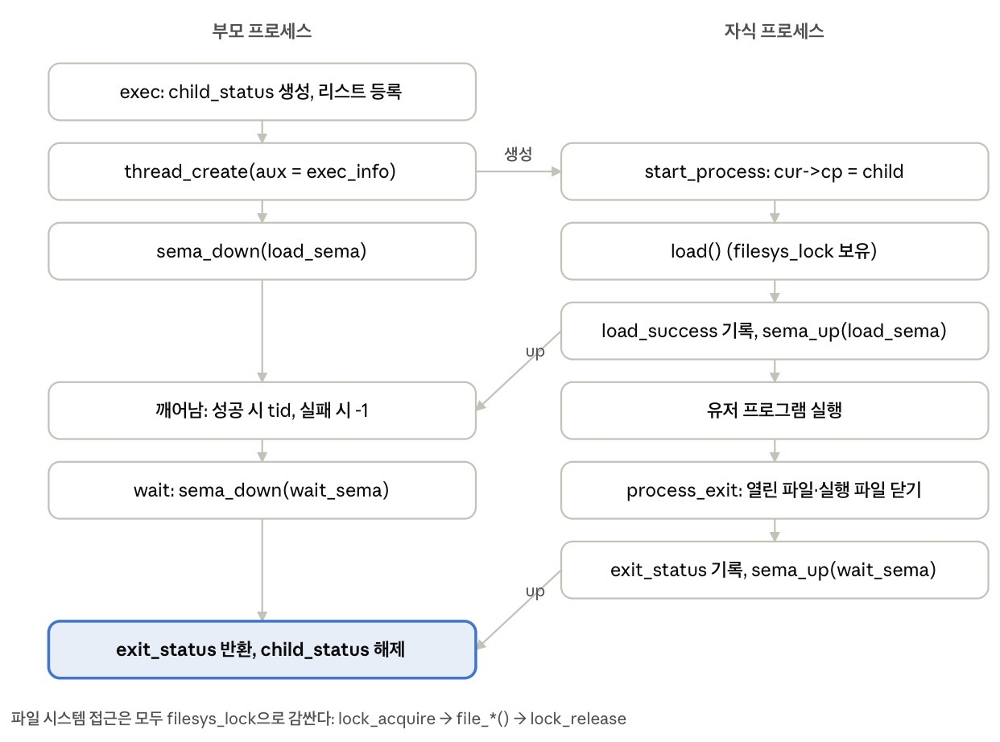 부모 프로세스
자식 프로세스
exec: child_status 생성, 리스트 등록
thread_create(aux = exec_info)
생성
start_process: cur->cp = child
sema_down(load_sema)
load() (filesys_lock 보유)
load_success 기록, sema_up(load_sema)
up
깨어남: 성공 시 tid, 실패 시 -1
유저 프로그램 실행
wait: sema_down(wait_sema)
process_exit: 열린 파일·실행 파일 닫기
exit_status 기록, sema_up(wait_sema)
up
exit_status 반환, child_status 해제
파일 시스템 접근은 모두 filesys_lock으로 감싼다: lock_acquire → file_*() → lock_release